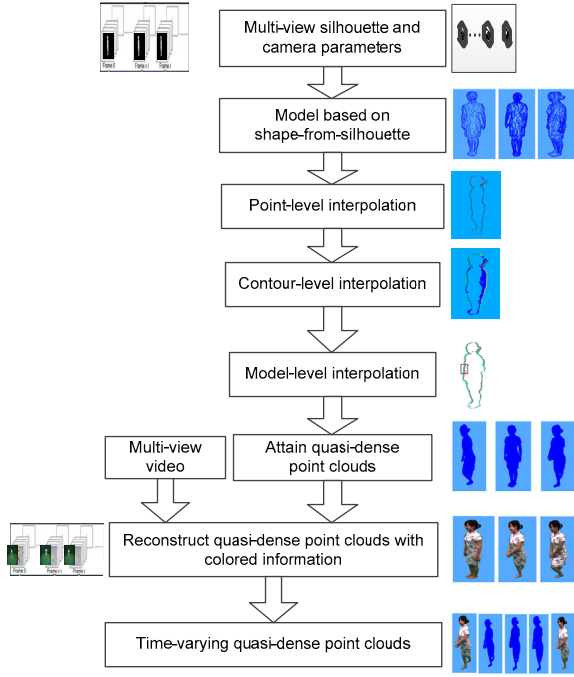 Multi-view silhouette and
camera parameters
Model based on
shape-from-silhouette
Point-level interpolation
Contour-level interpolation
Model-level interpolation
Multi-view
video
Attain quasi-dense
point clouds
Reconstruct quasi-dense point clouds with
colored information
Time-varying quasi-dense point clouds